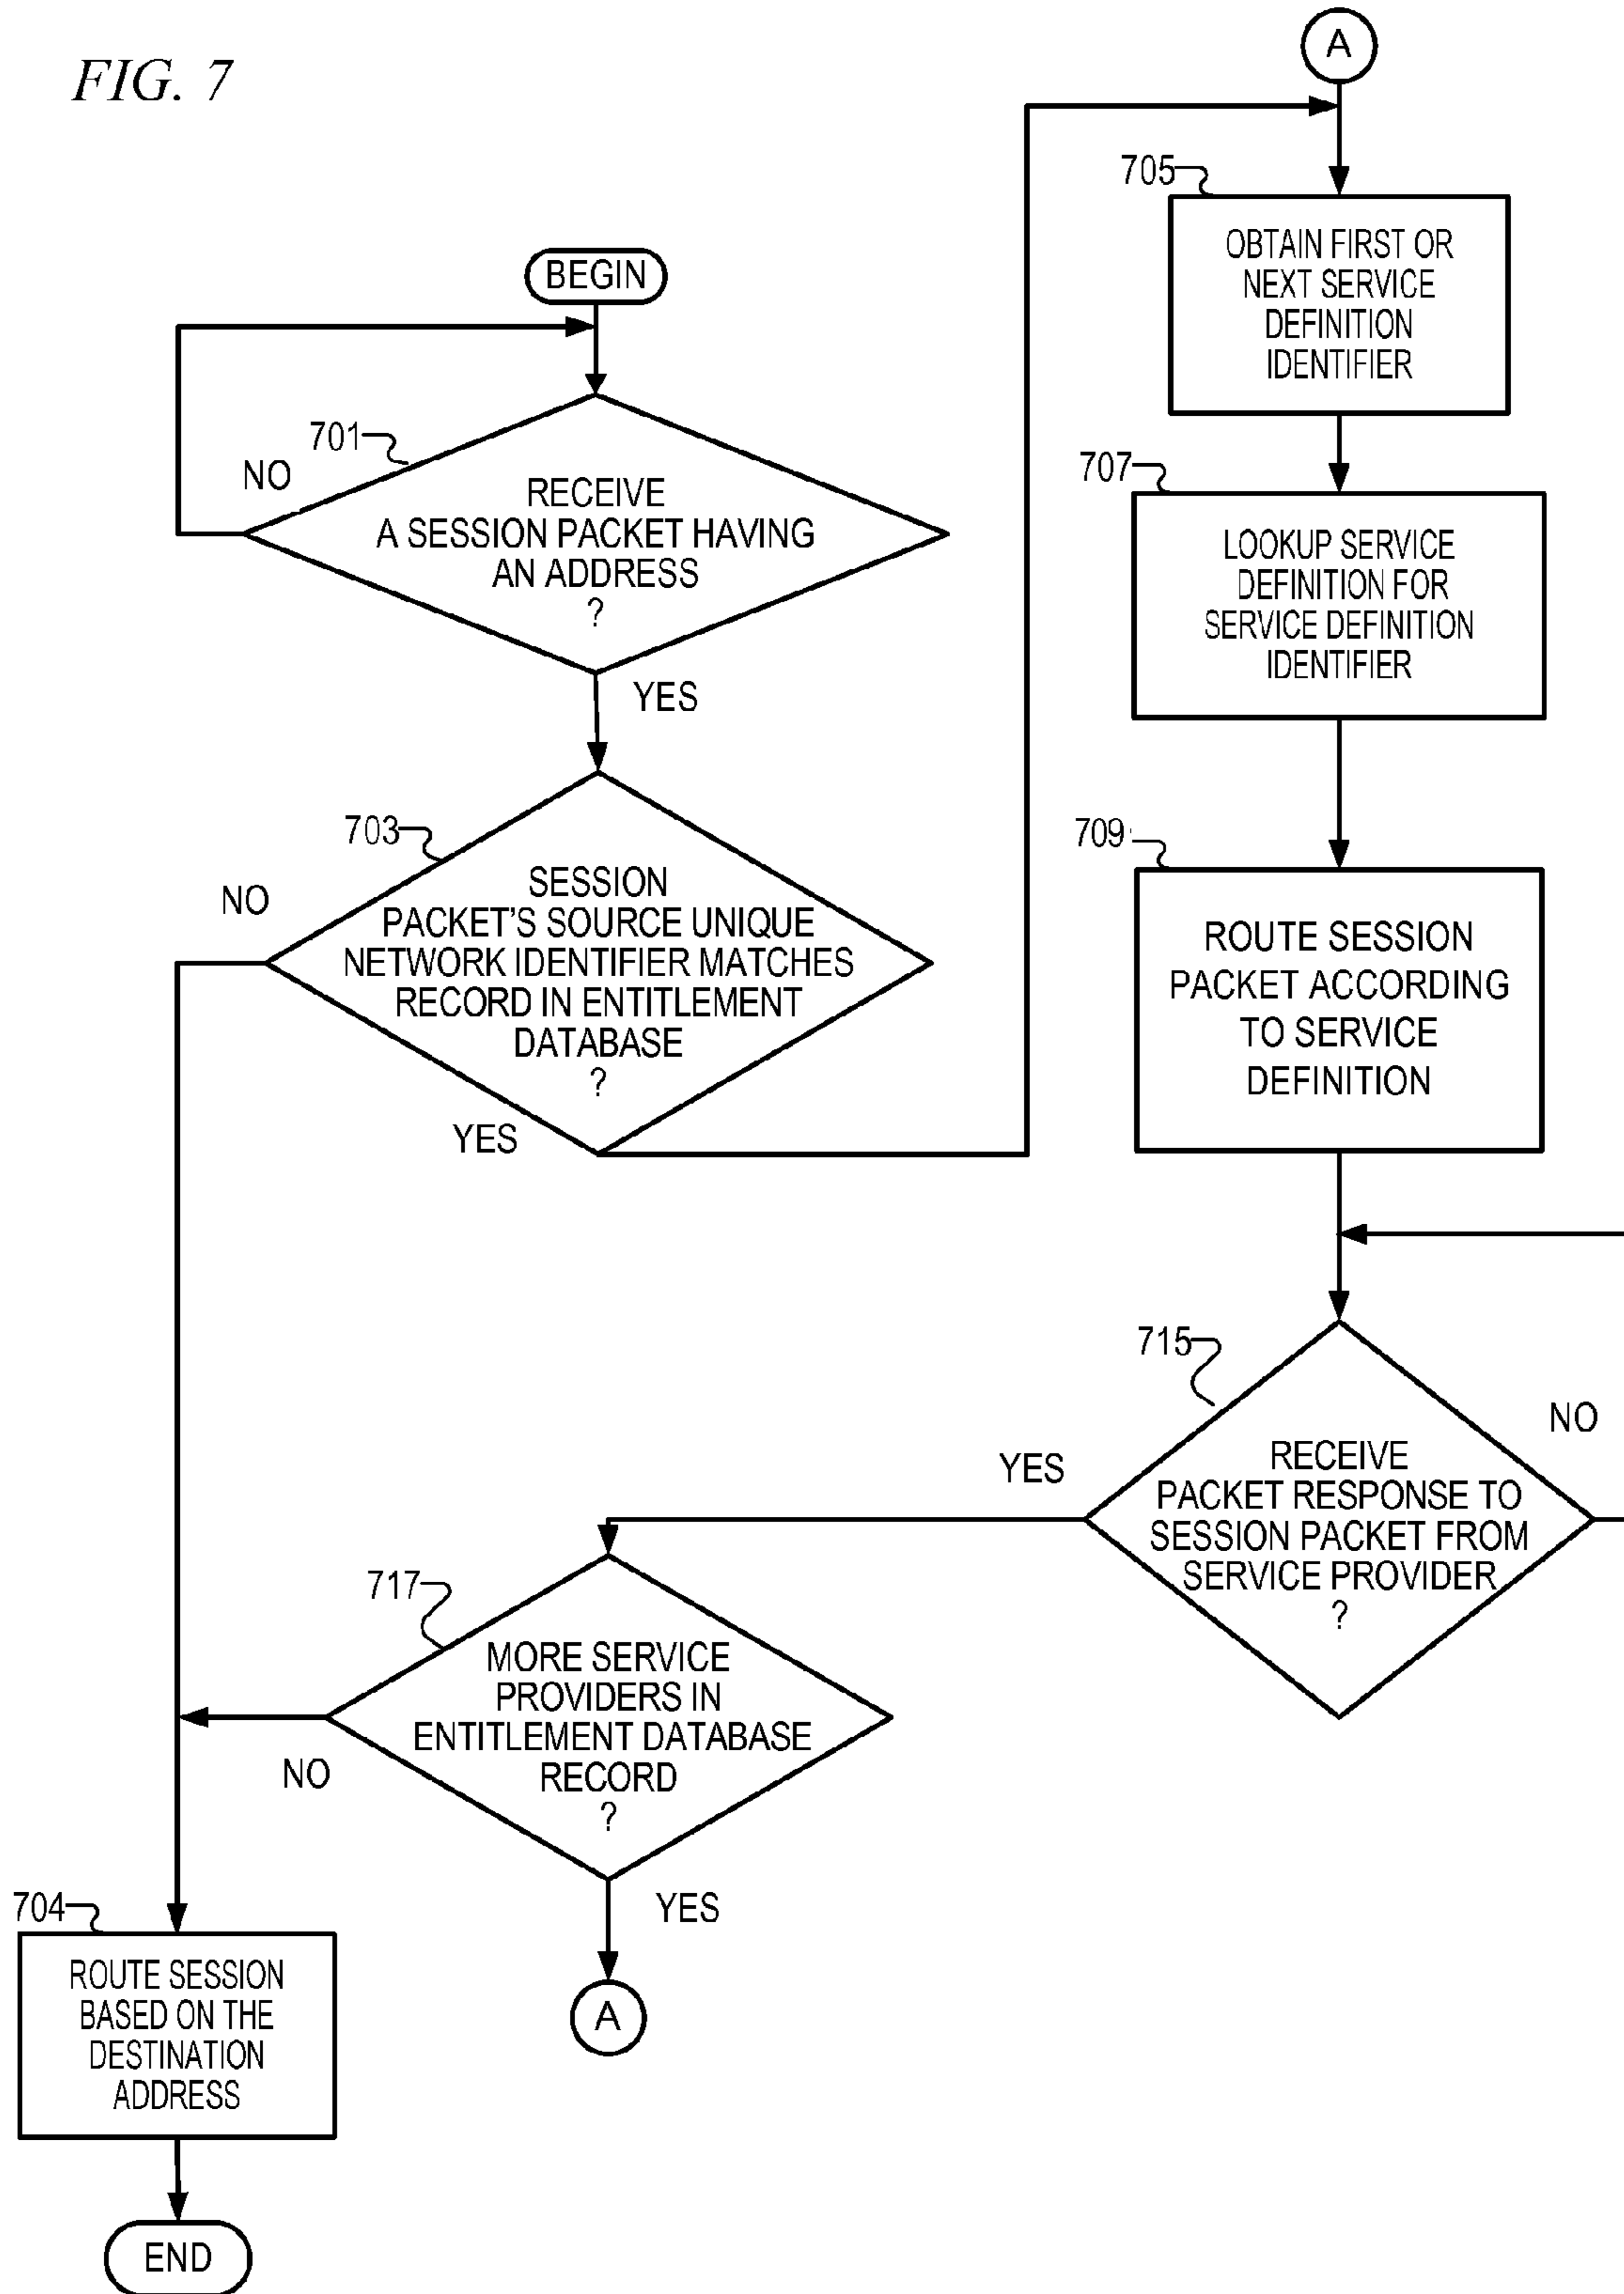 FIG. 7
BEGIN
701
NO
RECEIVE
A SESSION PACKET HAVING
AN ADDRESS
?
YES
703
NO
SESSION
PACKET'S SOURCE UNIQUE
NETWORK IDENTIFIER MATCHES
RECORD IN ENTITLEMENT
DATABASE
?
YES
A
705
OBTAIN FIRST OR
NEXT SERVICE
DEFINITION
IDENTIFIER
707
LOOKUP SERVICE
DEFINITION FOR
SERVICE DEFINITION
IDENTIFIER
709
ROUTE SESSION
PACKET ACCORDING
TO SERVICE
DEFINITION
715
NO
YES
RECEIVE
PACKET RESPONSE TO
SESSION PACKET FROM
SERVICE PROVIDER
?
717
MORE SERVICE
PROVIDERS IN
ENTITLEMENT DATABASE
RECORD
?
NO
YES
A
704
ROUTE SESSION
BASED ON THE
DESTINATION
ADDRESS
END